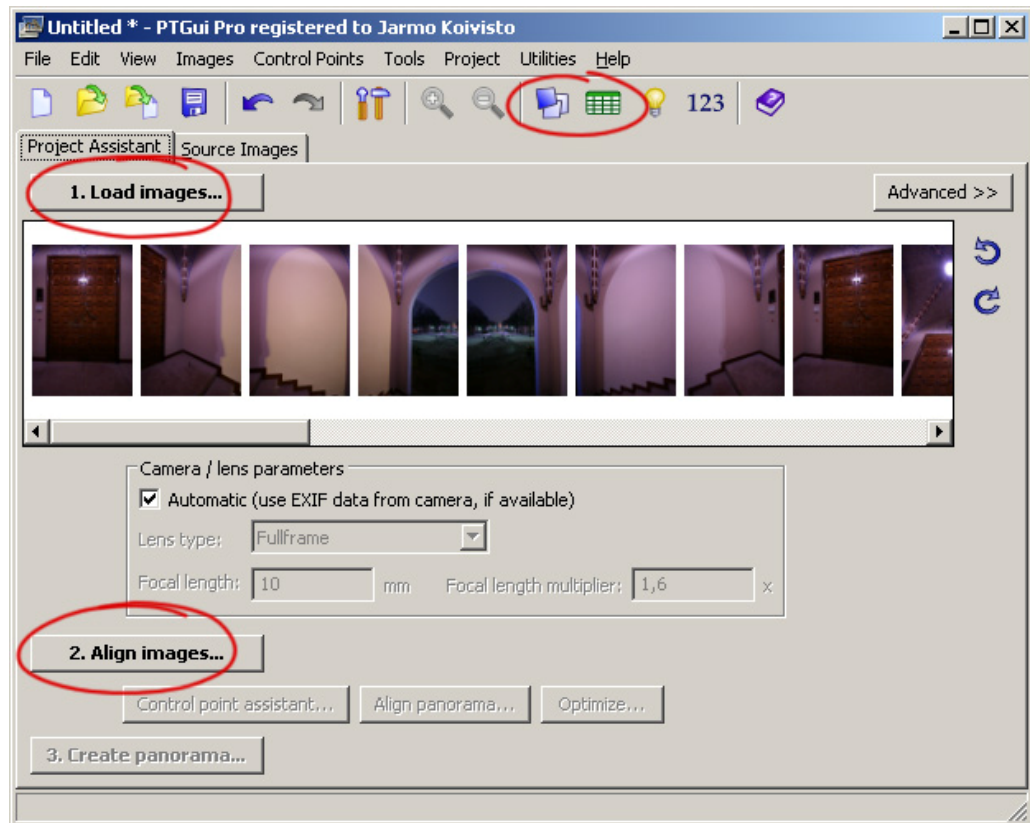 Untitled * - PTGui Pro registered to Jarmo Koivisto
File Edit View Images Control Points Tools Project Utilities Help
123
Project Assistant Source Images
1. Load images... Advanced >>
Camera / lens parameters
Automatic (use EXIF data from camera, if available)
Lens type: Fullframe
Focal length: 10 mm Focal length multiplier: 1,6 x
2. Align images...
Control point assistant... Align panorama... Optimize...
3. Create panorama...